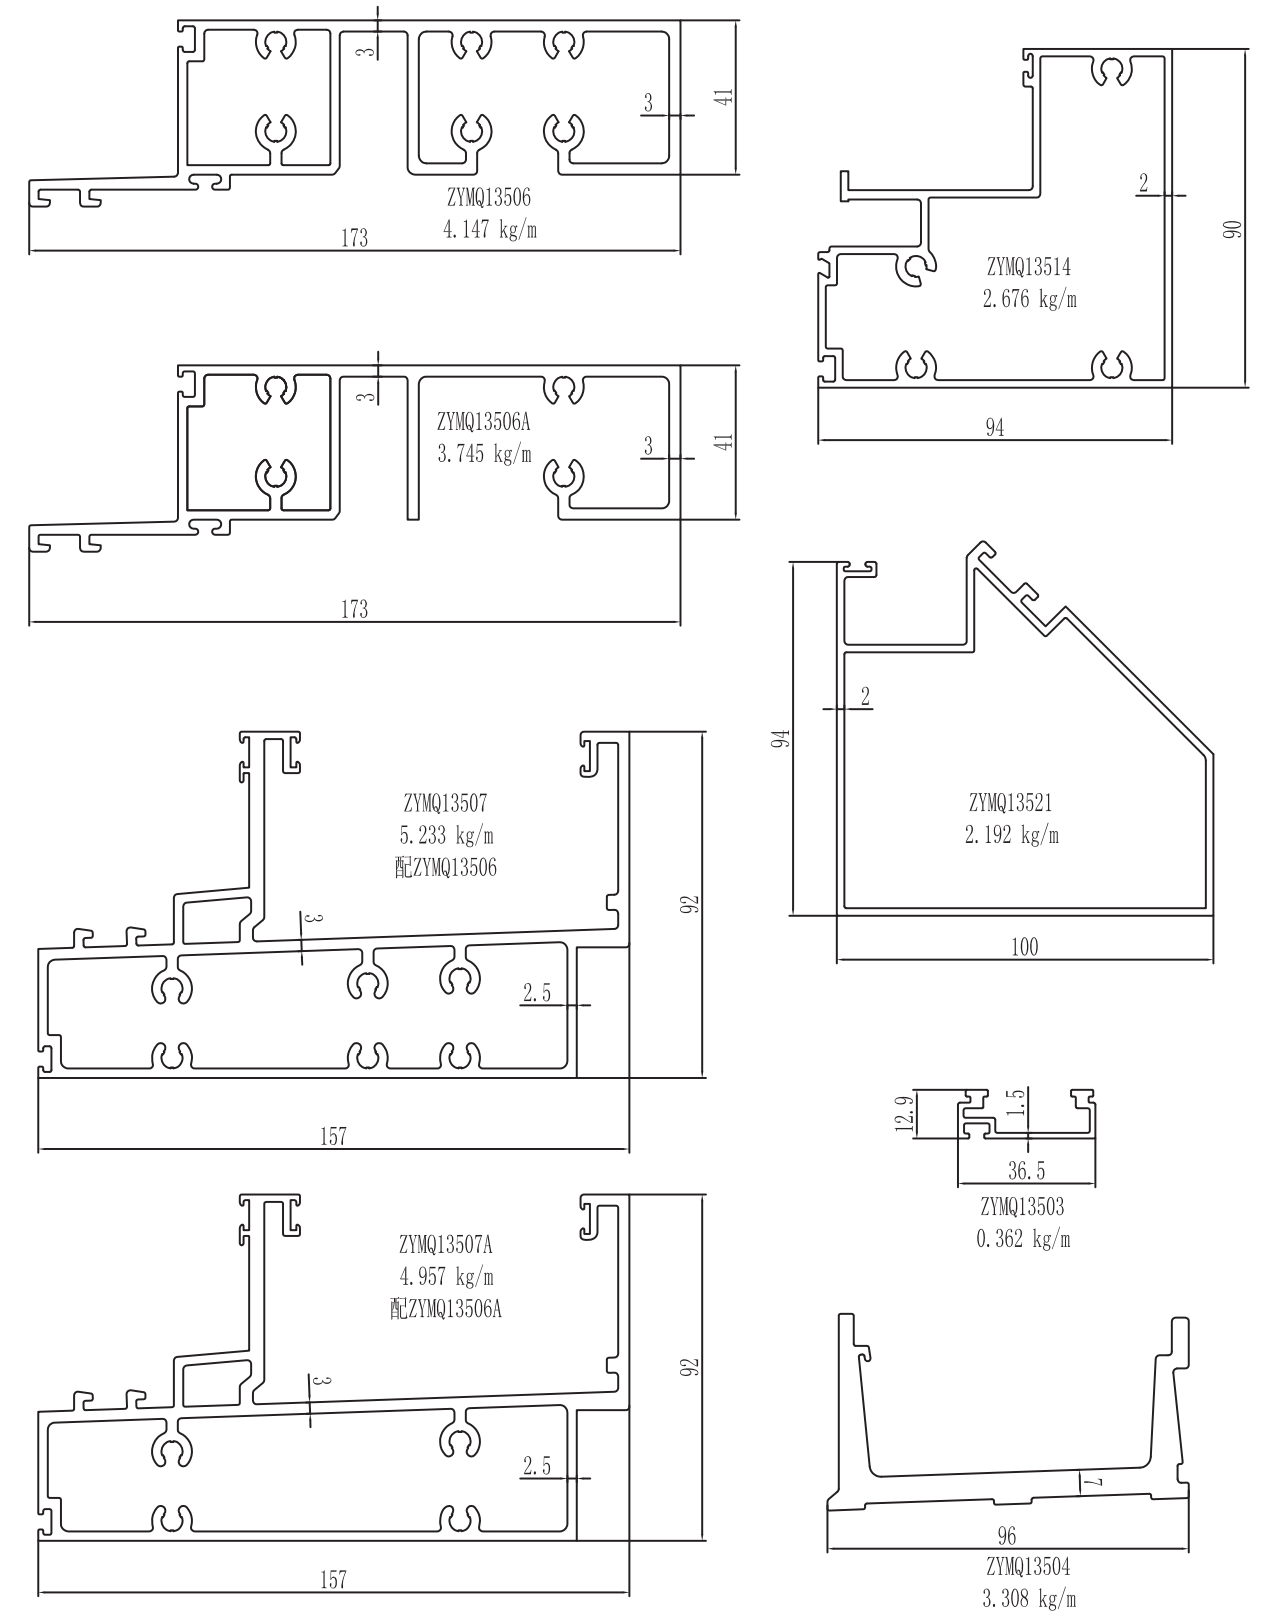 3
3
41
ZYMQ13506
4.147 kg/m
173
2
90
ZYMQ13514
2.676 kg/m
94
3
ZYMQ13506A
3.745 kg/m
3
41
173
94
2
ZYMQ13521
2.192 kg/m
100
ZYMQ13507
5.233 kg/m
配ZYMQ13506
3
2.5
92
157
12.9
1.5
36.5
ZYMQ13503
0.362 kg/m
ZYMQ13507A
4.957 kg/m
配ZYMQ13506A
3
2.5
92
157
7
96
ZYMQ13504
3.308 kg/m